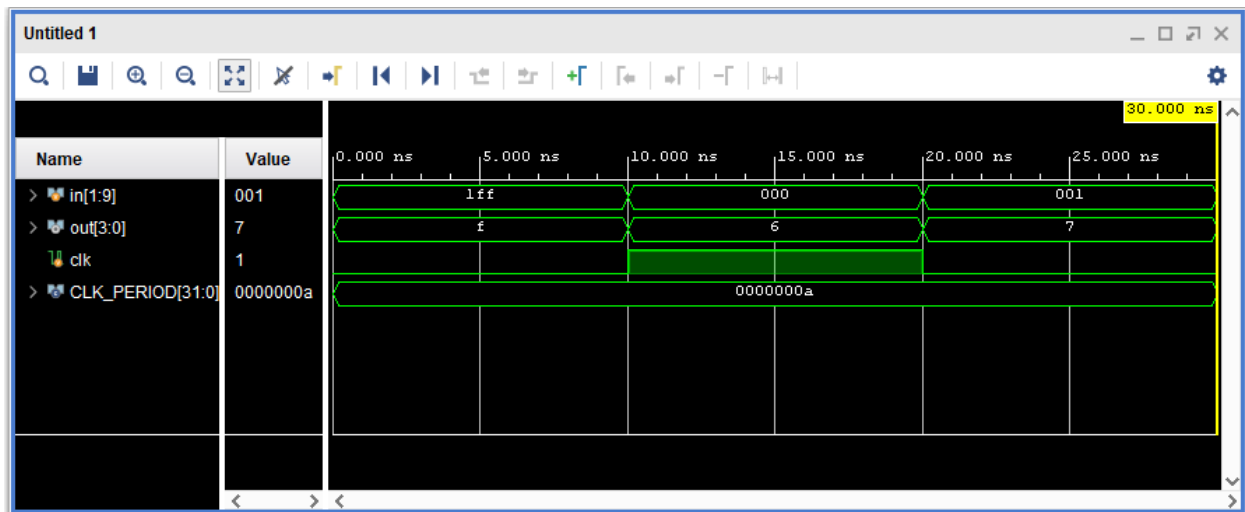 Untitled 1
30.000 ns
Name Value 0.000 ns 5.000 ns 10.000 ns 15.000 ns 20.000 ns 25.000 ns
in[1:9] 001 1ff 000 001
out[3:0] 7 f 6 7
clk 1
CLK_PERIOD[31:0] 0000000a 0000000a